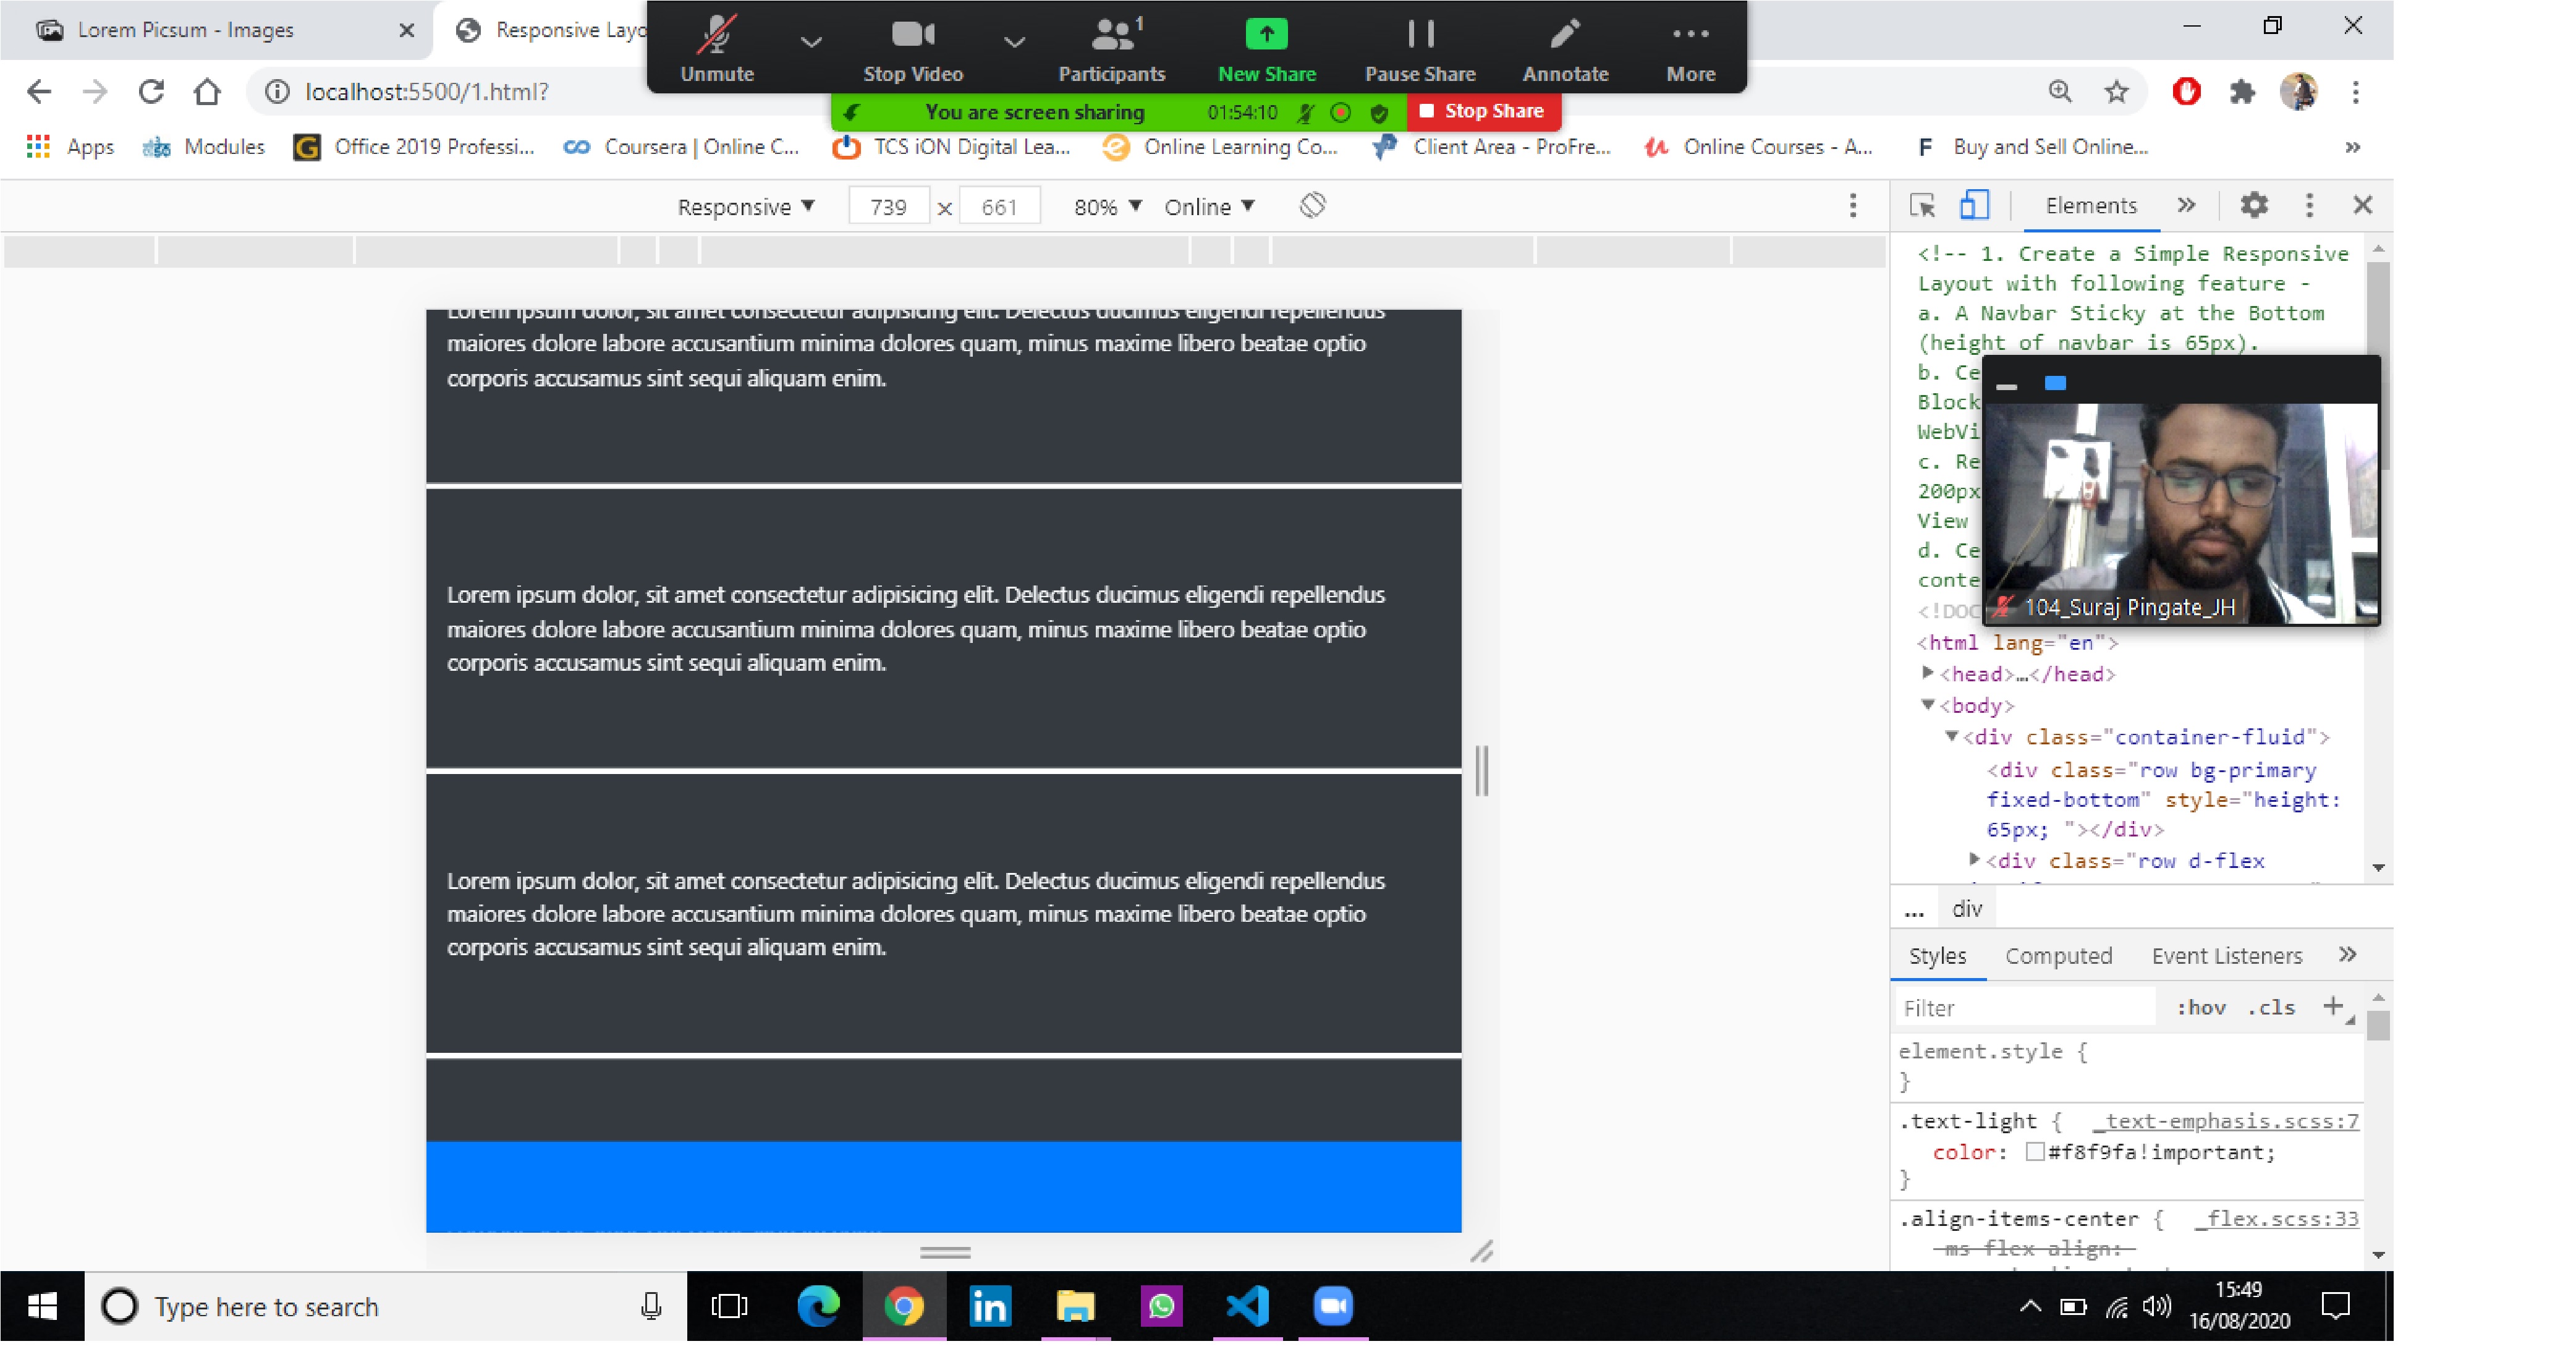 Lorem Picsum - Images
Responsive Layo
Unmute
Stop Video
1
Participants
New Share
Pause Share
Annotate
More
localhost:5500/1.html?
You are screen sharing
01:54:10
Stop Share
Apps
Modules
Office 2019 Professi...
Coursera | Online C...
TCS iON Digital Lea...
Online Learning Co...
Client Area - ProFre...
Online Courses - A...
Buy and Sell Online...
»
Responsive ▼ 739 × 661 80% ▼ Online ▼
Elements »
Lorem ipsum dolor, sit amet consectetur adipisicing elit. Delectus ducimus eligendi repellendus
maiores dolore labore accusantium minima dolores quam, minus maxime libero beatae optio
corporis accusamus sint sequi aliquam enim.
Lorem ipsum dolor, sit amet consectetur adipisicing elit. Delectus ducimus eligendi repellendus
maiores dolore labore accusantium minima dolores quam, minus maxime libero beatae optio
corporis accusamus sint sequi aliquam enim.
Lorem ipsum dolor, sit amet consectetur adipisicing elit. Delectus ducimus eligendi repellendus
maiores dolore labore accusantium minima dolores quam, minus maxime libero beatae optio
corporis accusamus sint sequi aliquam enim.
<!-- 1. Create a Simple Responsive
Layout with following feature -
a. A Navbar Sticky at the Bottom
(height of navbar is 65px).
b. Ce
Block
WebVi
c. Re
200px
View
d. Ce
conte
<!DOC
104_Suraj Pingate_JH
<html lang="en">
▶<head>…</head>
▼<body>
▼<div class="container-fluid">
<div class="row bg-primary
fixed-bottom" style="height:
65px; "></div>
▶<div class="row d-flex
... div
Styles Computed Event Listeners »
Filter :hov .cls +
element.style {
}
.text-light { _text-emphasis.scss:7
color: #f8f9fa!important;
}
.align-items-center { _flex.scss:33
-ms-flex-align:
Type here to search
15:49
16/08/2020